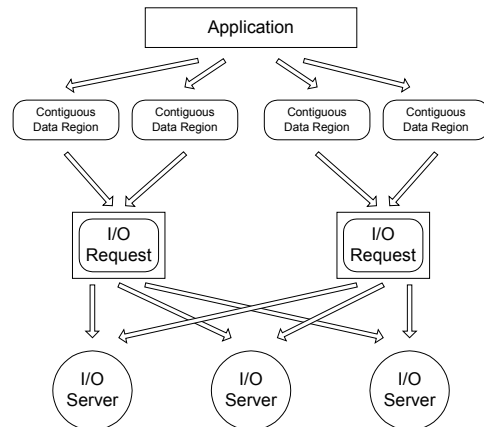 Application
Contiguous
Data Region
Contiguous
Data Region
Contiguous
Data Region
Contiguous
Data Region
I/O
Request
I/O
Request
I/O
Server
I/O
Server
I/O
Server